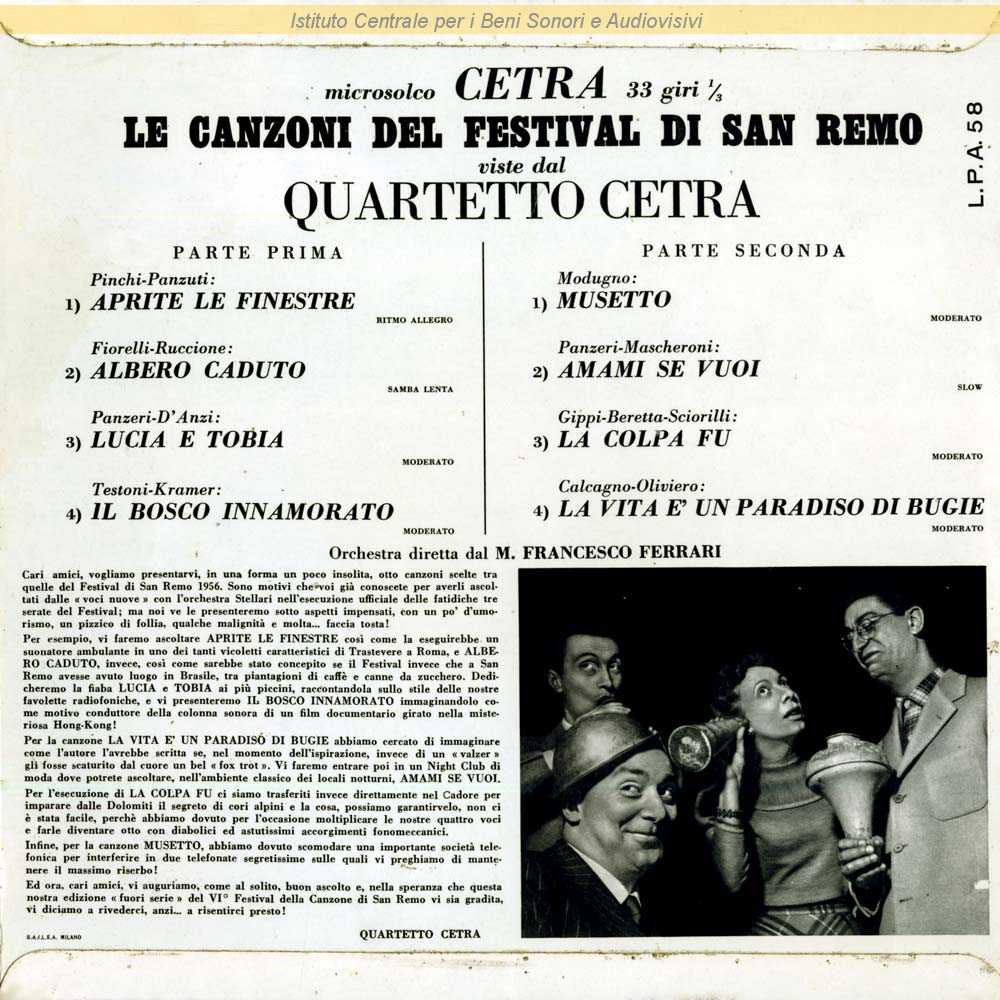 Istituto Centrale per i Beni Sonori e Audiovisivi
microsolco CETRA 33 giri ⅓
L.P.A. 58
LE CANZONI DEL FESTIVAL DI SAN REMO
viste dal
QUARTETTO CETRA
PARTE PRIMA
Pinchi-Panzuti:
1) APRITE LE FINESTRE
RITMO ALLEGRO
Fiorelli-Ruccione:
2) ALBERO CADUTO
SAMBA LENTA
Panzeri-D'Anzi:
3) LUCIA E TOBIA
MODERATO
Testoni-Kramer:
4) IL BOSCO INNAMORATO
MODERATO
PARTE SECONDA
Modugno:
1) MUSETTO
MODERATO
Panzeri-Mascheroni:
2) AMAMI SE VUOI
SLOW
Gippi-Beretta-Sciorilli:
3) LA COLPA FU
MODERATO
Calcagno-Oliviero:
4) LA VITA E' UN PARADISO DI BUGIE
MODERATO
Orchestra diretta dal M. FRANCESCO FERRARI
Cari amici, vogliamo presentarvi, in una forma un poco insolita, otto canzoni scelte tra
quelle del Festival di San Remo 1956. Sono motivi che voi già conoscete per averli ascol-
tati dalle « voci nuove » con l'orchestra Stellari nell'esecuzione ufficiale delle fatidiche tre
serate del Festival; ma noi ve le presenteremo sotto aspetti impensati, con un po' d'umo-
rismo, un pizzico di follia, qualche malignità e molta... faccia tosta!
Per esempio, vi faremo ascoltare APRITE LE FINESTRE così come la eseguirebbe un
suonatore ambulante in uno dei tanti vicoletti caratteristici di Trastevere a Roma, e ALBE-
RO CADUTO, invece, così come sarebbe stato concepito se il Festival invece che a San
Remo avesse avuto luogo in Brasile, tra piantagioni di caffè e canne da zucchero. Dedi-
cheremo la fiaba LUCIA e TOBIA ai più piccini, raccontandola sullo stile delle nostre
favolette radiofoniche, e vi presenteremo IL BOSCO INNAMORATO immaginandolo co-
me motivo conduttore della colonna sonora di un film documentario girato nella miste-
riosa Hong-Kong!
Per la canzone LA VITA E' UN PARADISO DI BUGIE abbiamo cercato di immaginare
come l'autore l'avrebbe scritta se, nel momento dell'ispirazione, invece di un « valzer »
gli fosse scaturito dal cuore un bel « fox trot ». Vi faremo entrare poi in un Night Club di
moda dove potrete ascoltare, nell'ambiente classico dei locali notturni, AMAMI SE VUOI.
Per l'esecuzione di LA COLPA FU ci siamo trasferiti invece direttamente nel Cadore per
imparare dalle Dolomiti il segreto di cori alpini e la cosa, possiamo garantirvelo, non ci
è stata facile, perchè abbiamo dovuto per l'occasione moltiplicare le nostre quattro voci
e farle diventare otto con diabolici ed astutissimi accorgimenti fonomeccanici.
Infine, per la canzone MUSETTO, abbiamo dovuto scomodare una importante società tele-
fonica per interferire in due telefonate segretissime sulle quali vi preghiamo di mante-
nere il massimo riserbo!
Ed ora, cari amici, vi auguriamo, come al solito, buon ascolto e, nella speranza che questa
nostra edizione « fuori serie » del VI° Festival della Canzone di San Remo vi sia gradita,
vi diciamo a rivederci, anzi... a risentirci presto!
S.A.I.L.E.A. MILANO
QUARTETTO CETRA